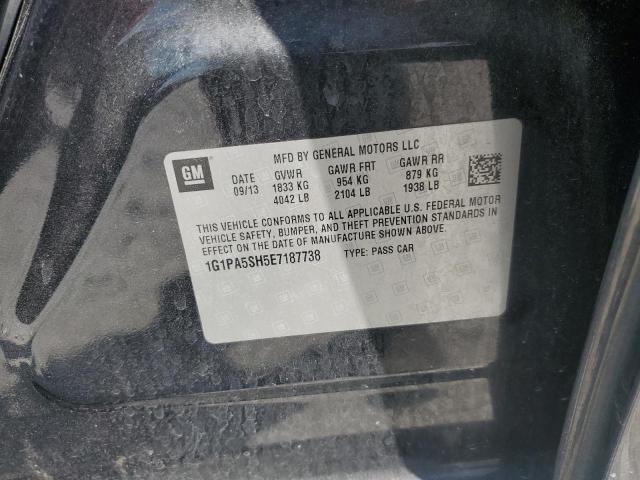 GM
MFD BY GENERAL MOTORS LLC
DATE GVWR GAWR FRT GAWR RR
09/13 1833 KG 954 KG 879 KG
4042 LB 2104 LB 1938 LB
THIS VEHICLE CONFORMS TO ALL APPLICABLE U.S. FEDERAL MOTOR
VEHICLE SAFETY, BUMPER, AND THEFT PREVENTION STANDARDS IN
EFFECT ON THE DATE OF MANUFACTURE SHOWN ABOVE.
1G1PA5SH5E7187738 TYPE: PASS CAR